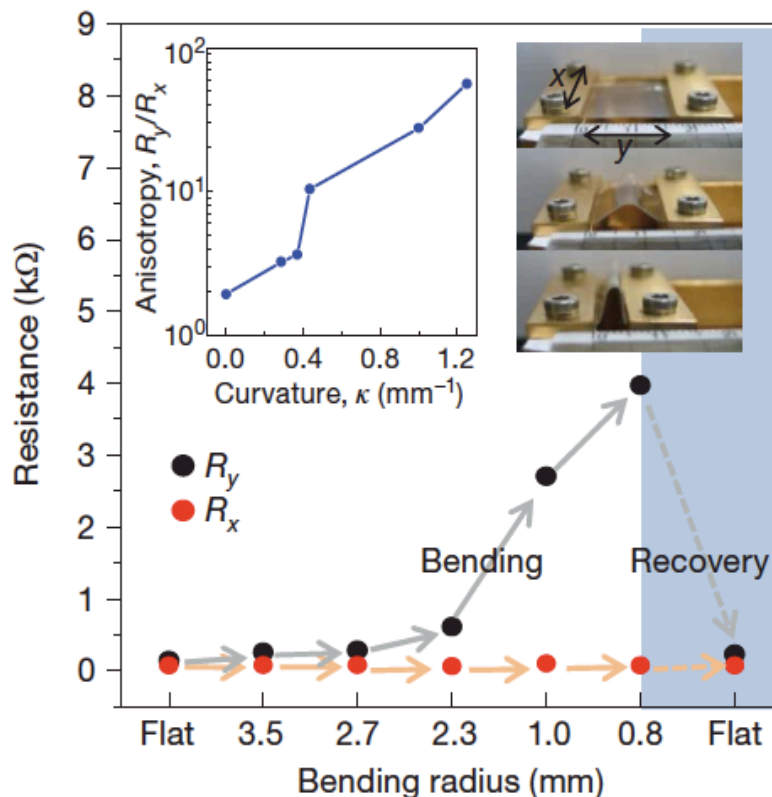 9
8
7
6
5
4
3
2
1
0
Resistance (kΩ)
Flat 3.5 2.7 2.3 1.0 0.8 Flat
Bending radius (mm)
10²
10¹
10⁰
Anisotropy, Ry/Rx
0.0 0.4 0.8 1.2
Curvature, κ (mm⁻¹)
x
y
Ry
Rx
Bending
Recovery